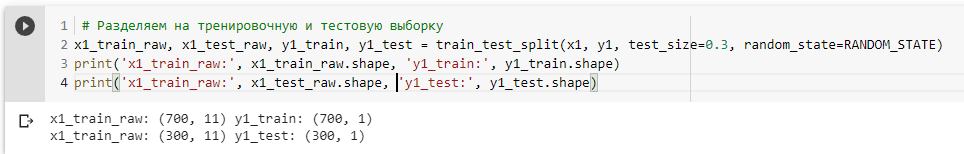 1 # Разделяем на тренировочную и тестовую выборку
2 x1_train_raw, x1_test_raw, y1_train, y1_test = train_test_split(x1, y1, test_size=0.3, random_state=RANDOM_STATE)
3 print('x1_train_raw:', x1_train_raw.shape, 'y1_train:', y1_train.shape)
4 print('x1_train_raw:', x1_test_raw.shape, 'y1_test:', y1_test.shape)
x1_train_raw: (700, 11) y1_train: (700, 1)
x1_train_raw: (300, 11) y1_test: (300, 1)